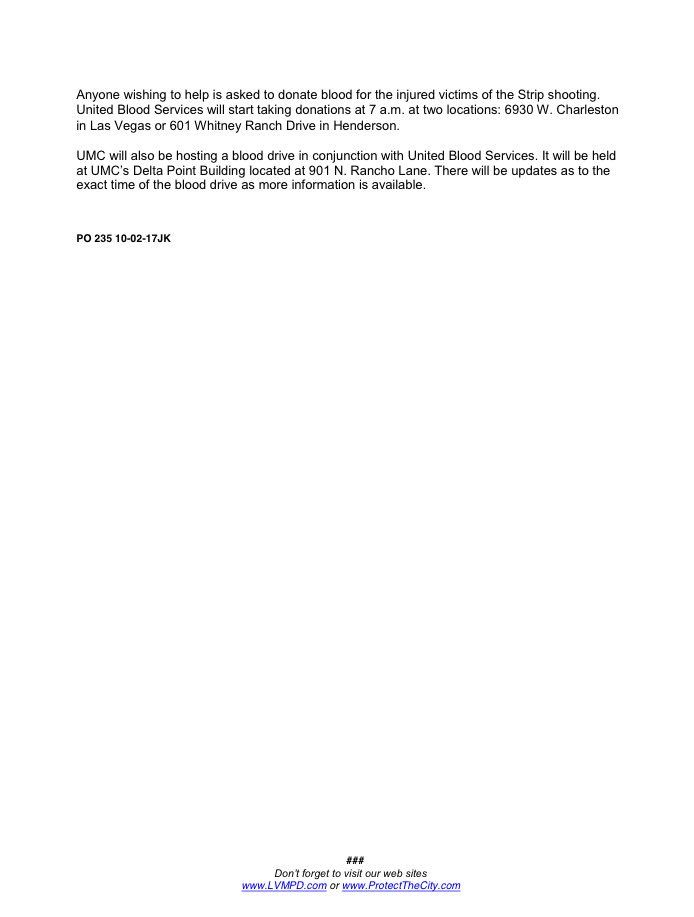 Anyone wishing to help is asked to donate blood for the injured victims of the Strip shooting.
United Blood Services will start taking donations at 7 a.m. at two locations: 6930 W. Charleston
in Las Vegas or 601 Whitney Ranch Drive in Henderson.
UMC will also be hosting a blood drive in conjunction with United Blood Services. It will be held
at UMC's Delta Point Building located at 901 N. Rancho Lane. There will be updates as to the
exact time of the blood drive as more information is available.
PO 235 10-02-17JK
###
Don't forget to visit our web sites
www.LVMPD.com or www.ProtectTheCity.com